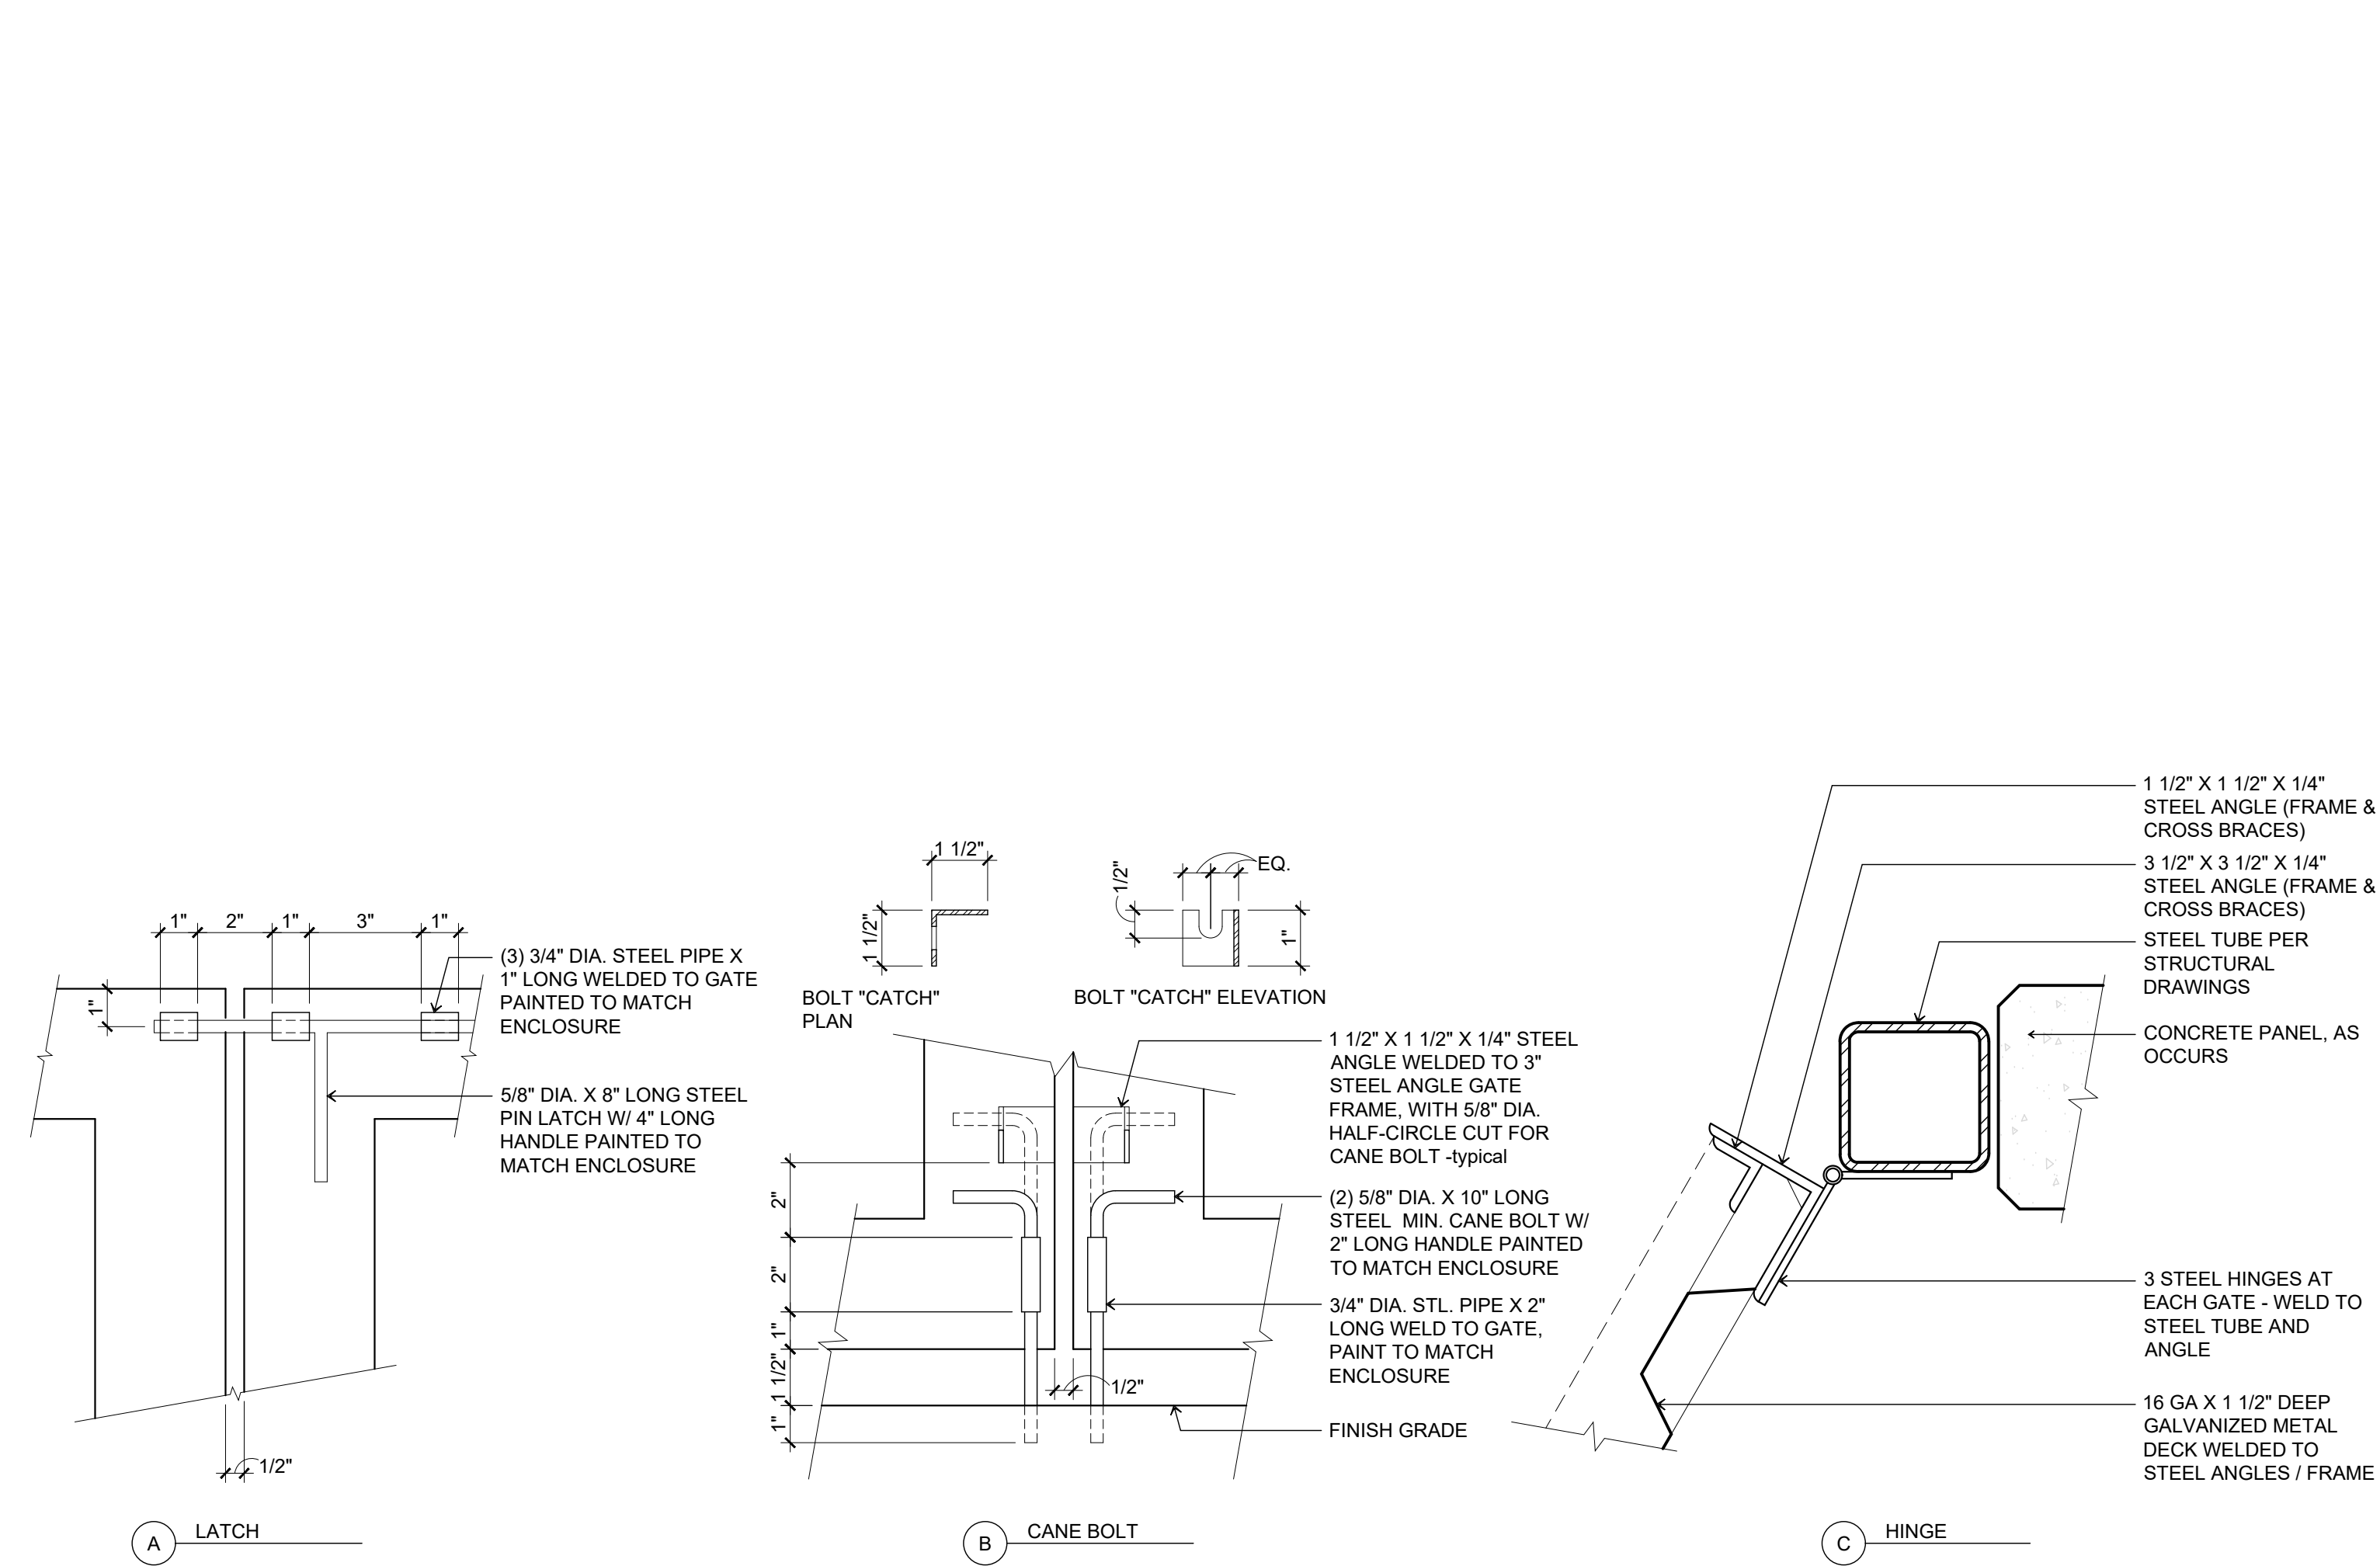 1"
2"
1"
3"
1"
1"
(3) 3/4" DIA. STEEL PIPE X
1" LONG WELDED TO GATE
PAINTED TO MATCH
ENCLOSURE
5/8" DIA. X 8" LONG STEEL
PIN LATCH W/ 4" LONG
HANDLE PAINTED TO
MATCH ENCLOSURE
1/2"
A
LATCH
1 1/2"
1 1/2"
BOLT "CATCH"
PLAN
1/2"
EQ.
1"
BOLT "CATCH" ELEVATION
1 1/2" X 1 1/2" X 1/4" STEEL
ANGLE WELDED TO 3"
STEEL ANGLE GATE
FRAME, WITH 5/8" DIA.
HALF-CIRCLE CUT FOR
CANE BOLT -typical
(2) 5/8" DIA. X 10" LONG
STEEL MIN. CANE BOLT W/
2" LONG HANDLE PAINTED
TO MATCH ENCLOSURE
3/4" DIA. STL. PIPE X 2"
LONG WELD TO GATE,
PAINT TO MATCH
ENCLOSURE
FINISH GRADE
2"
2"
1"
1 1/2"
1"
1/2"
B
CANE BOLT
1 1/2" X 1 1/2" X 1/4"
STEEL ANGLE (FRAME &
CROSS BRACES)
3 1/2" X 3 1/2" X 1/4"
STEEL ANGLE (FRAME &
CROSS BRACES)
STEEL TUBE PER
STRUCTURAL
DRAWINGS
CONCRETE PANEL, AS
OCCURS
3 STEEL HINGES AT
EACH GATE - WELD TO
STEEL TUBE AND
ANGLE
16 GA X 1 1/2" DEEP
GALVANIZED METAL
DECK WELDED TO
STEEL ANGLES / FRAME
C
HINGE